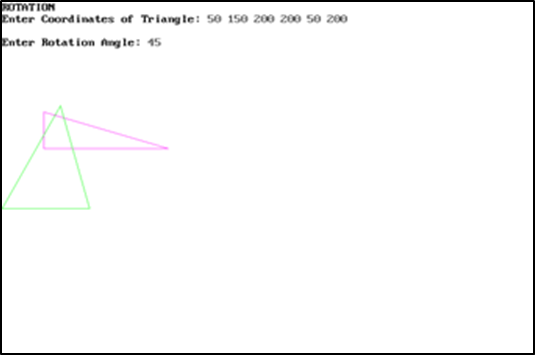 ROTATION
Enter Coordinates of Triangle: 50 150 200 200 50 200
Enter Rotation Angle: 45